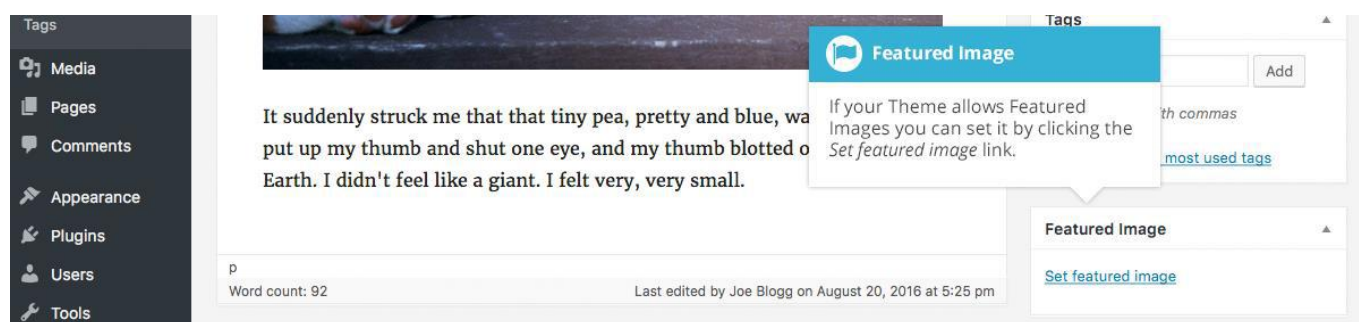 Tags
Media
Pages
Comments
Appearance
Plugins
Users
Tools
It suddenly struck me that that tiny pea, pretty and blue,
put up my thumb and shut one eye, and my thumb blotted
Earth. I didn't feel like a giant. I felt very, very small.
p
Word count: 92
Last edited by Joe Blogg on August 20, 2016 at 5:25 pm
Featured Image
If your Theme allows Featured
Images you can set it by clicking the
Set featured image link.
Tags
Add
commas
most used tags
Featured Image
Set featured image